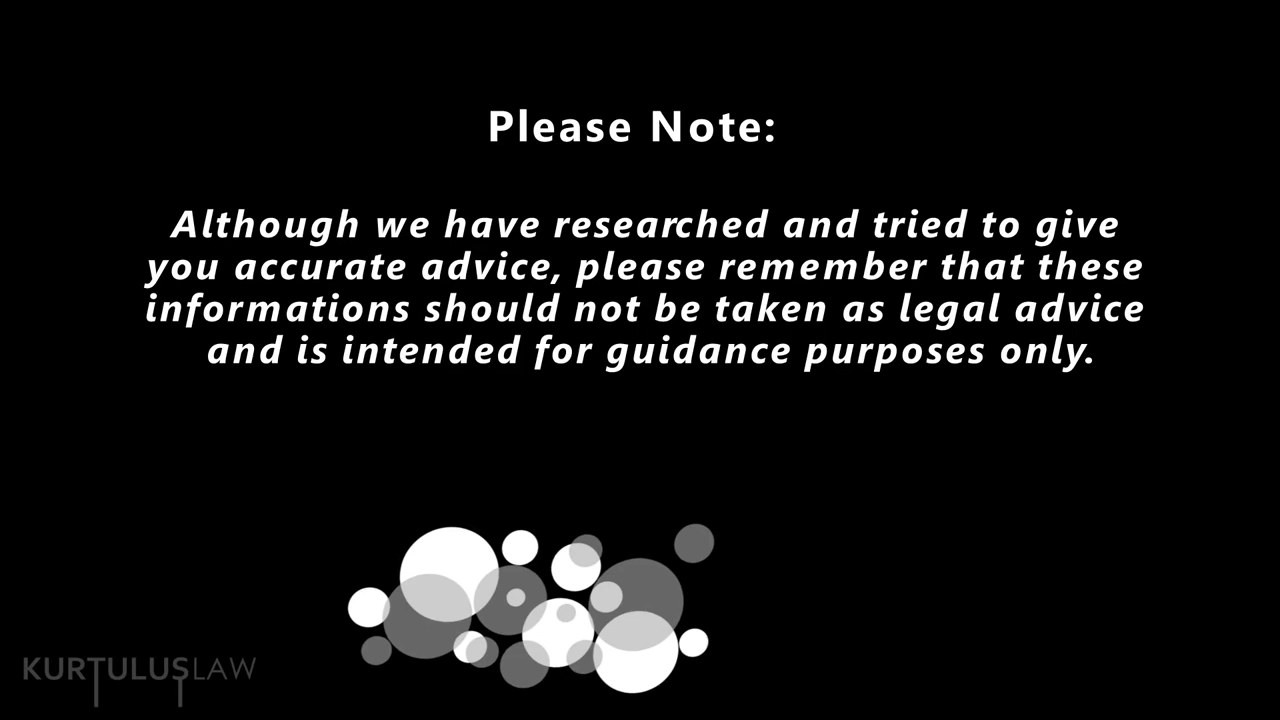 Please Note:
Although we have researched and tried to give
you accurate advice, please remember that these
informations should not be taken as legal advice
and is intended for guidance purposes only.
KURTULUSLAW